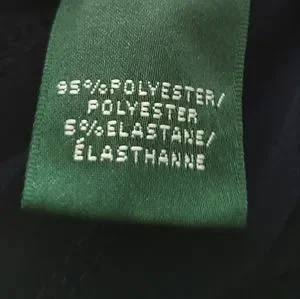 95%POLYESTER/
POLYESTER
5%ELASTANE/
ÉLASTHANNE